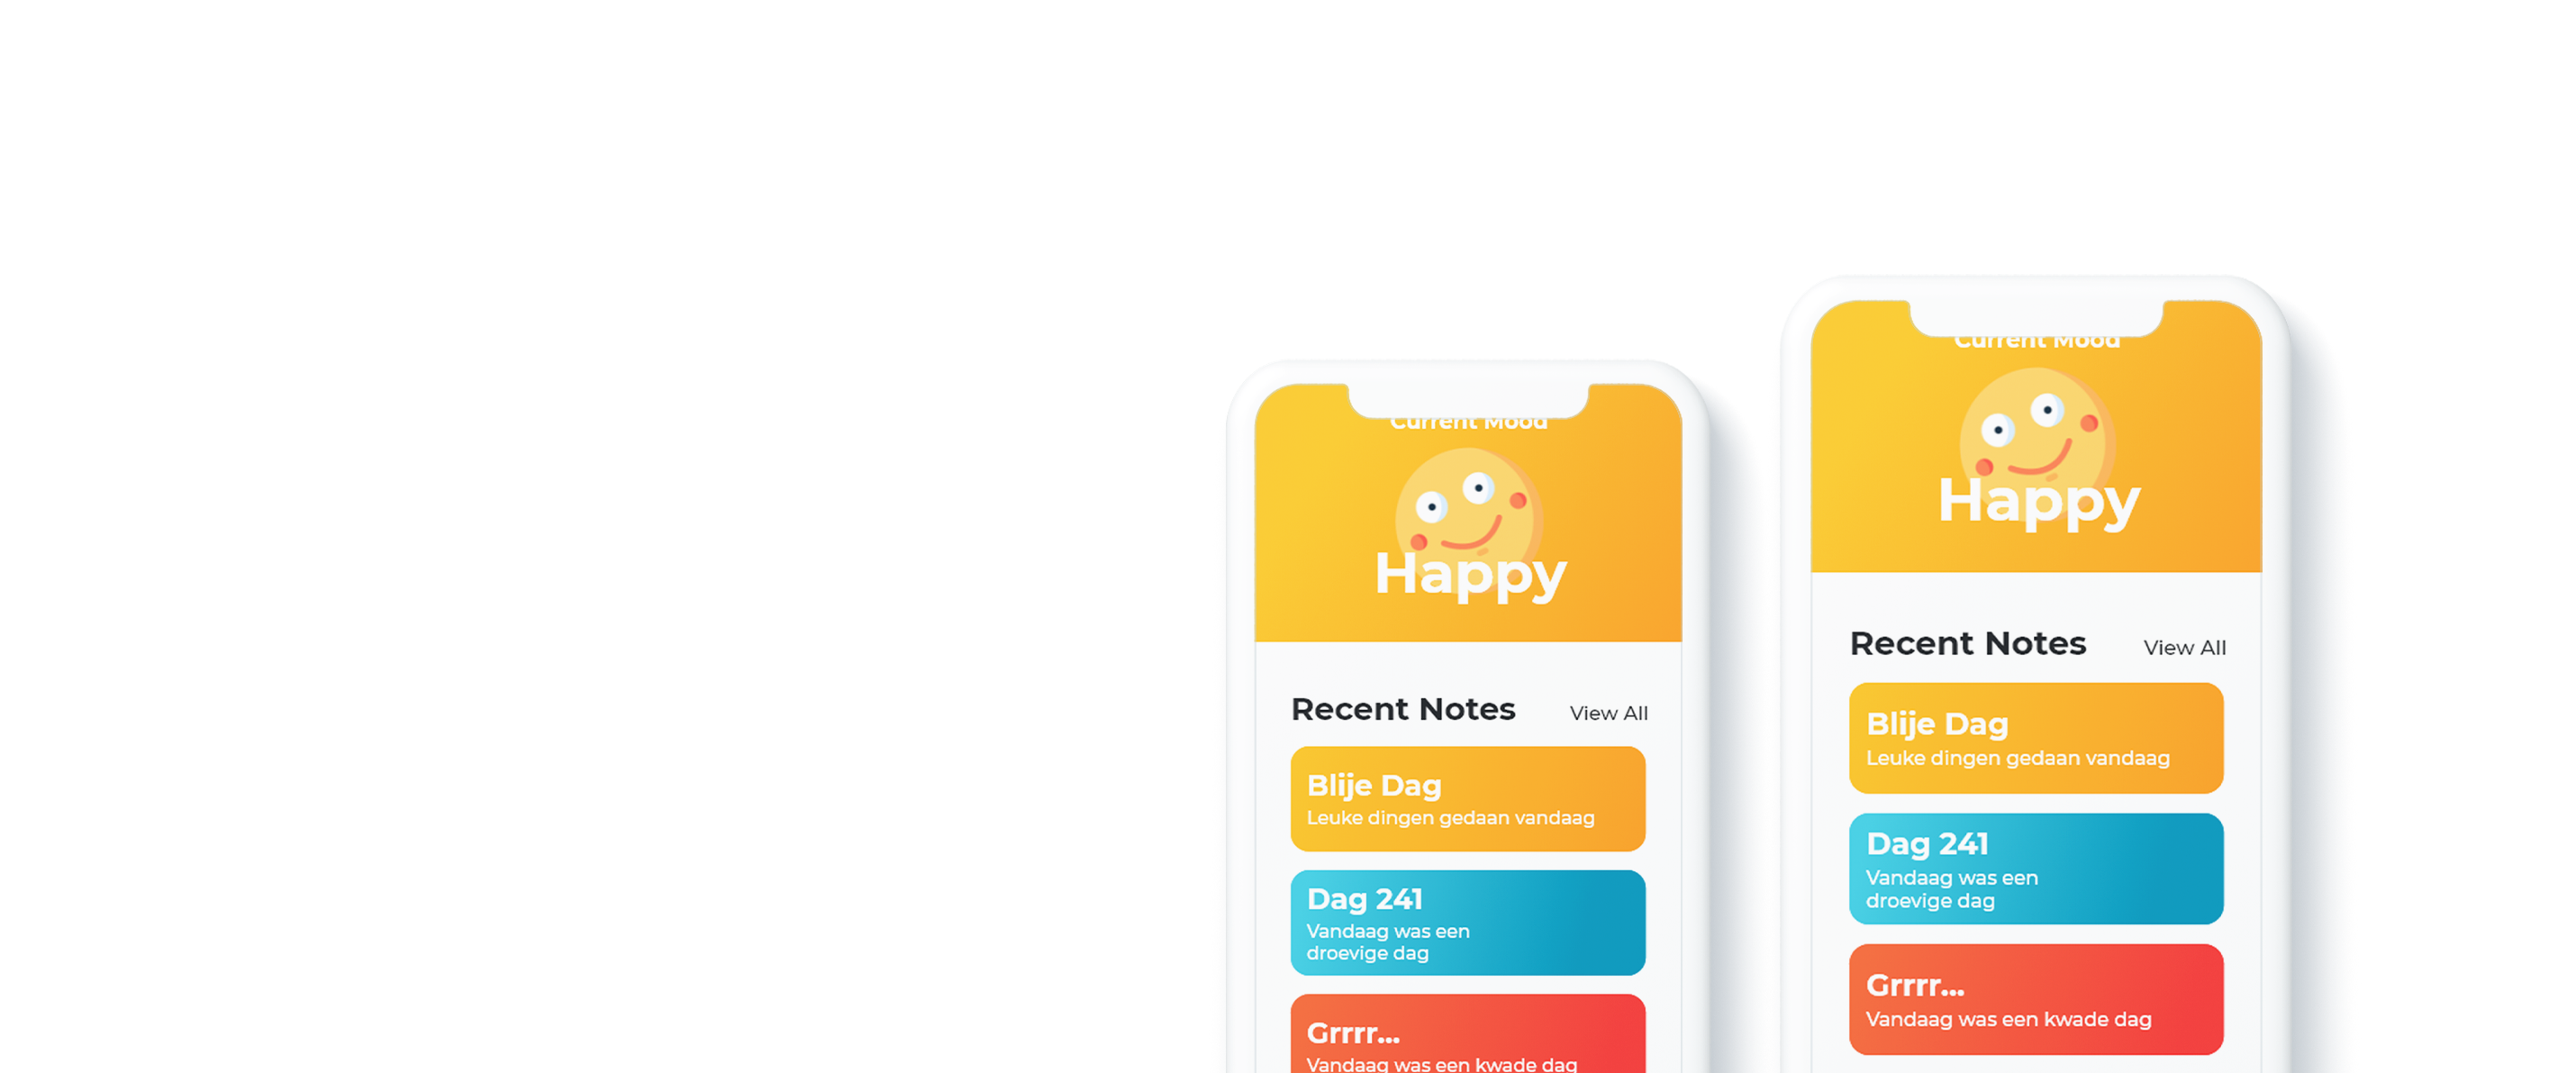 Current Mood
Happy
Recent Notes View All
Blije Dag
Leuke dingen gedaan vandaag
Dag 241
Vandaag was een
droevige dag
Grrrr...
Vandaag was een kwade dag
Current Mood
Happy
Recent Notes View All
Blije Dag
Leuke dingen gedaan vandaag
Dag 241
Vandaag was een
droevige dag
Grrrr...
Vandaag was een kwade dag